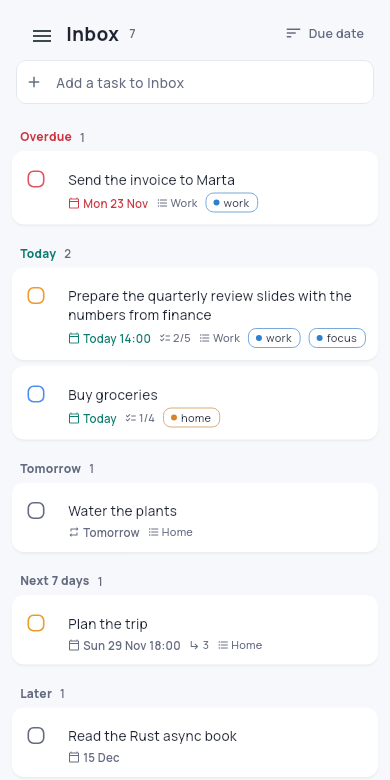 Inbox 7 Due date
Add a task to Inbox
Overdue 1
Send the invoice to Marta
Mon 23 Nov Work work
Today 2
Prepare the quarterly review slides with the
numbers from finance
Today 14:00 2/5 Work work focus
Buy groceries
Today 1/4 home
Tomorrow 1
Water the plants
Tomorrow Home
Next 7 days 1
Plan the trip
Sun 29 Nov 18:00 3 Home
Later 1
Read the Rust async book
15 Dec